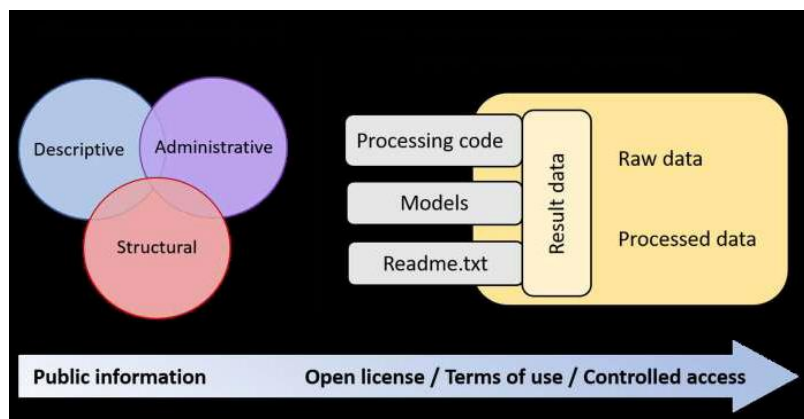 Descriptive
Administrative
Structural
Processing code
Models
Readme.txt
Result data
Raw data
Processed data
Public information
Open license / Terms of use / Controlled access